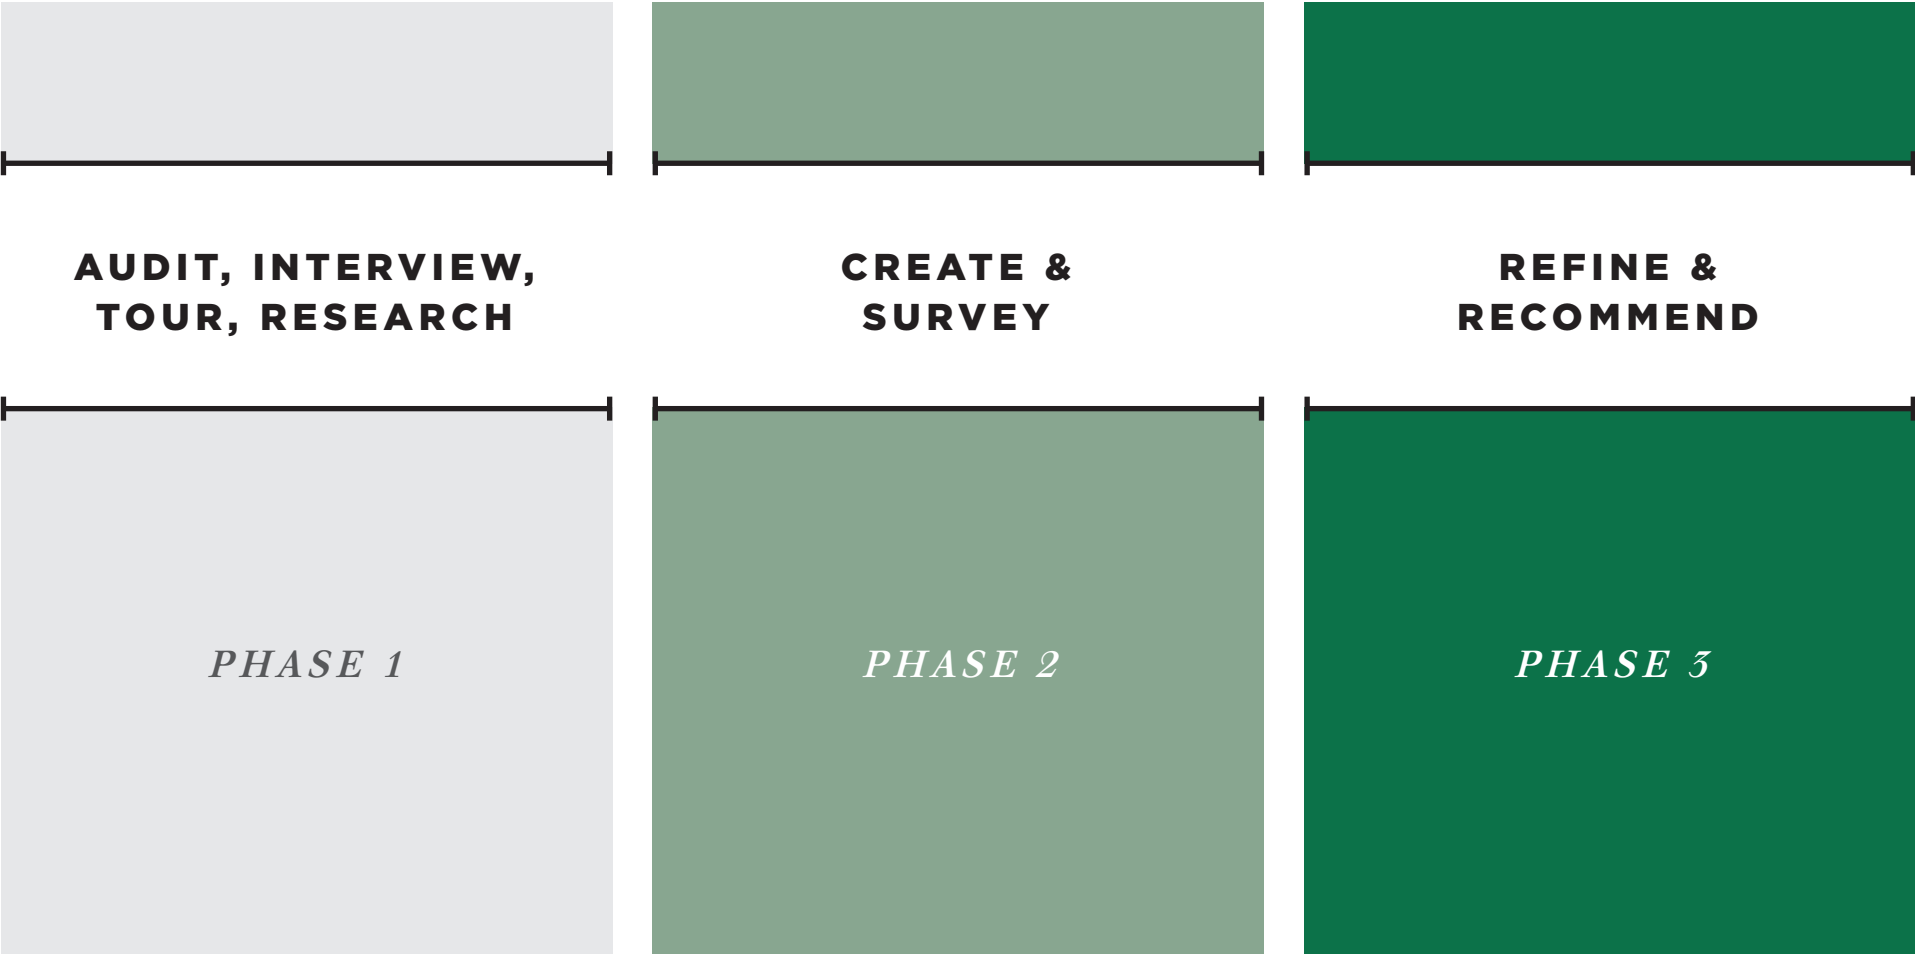 AUDIT, INTERVIEW,
TOUR, RESEARCH
CREATE &
SURVEY
REFINE &
RECOMMEND
PHASE 1
PHASE 2
PHASE 3